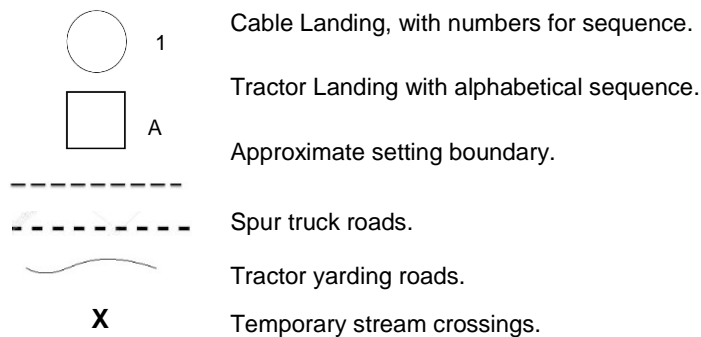 1 Cable Landing, with numbers for sequence.
A Tractor Landing with alphabetical sequence.
Approximate setting boundary.
Spur truck roads.
Tractor yarding roads.
X Temporary stream crossings.